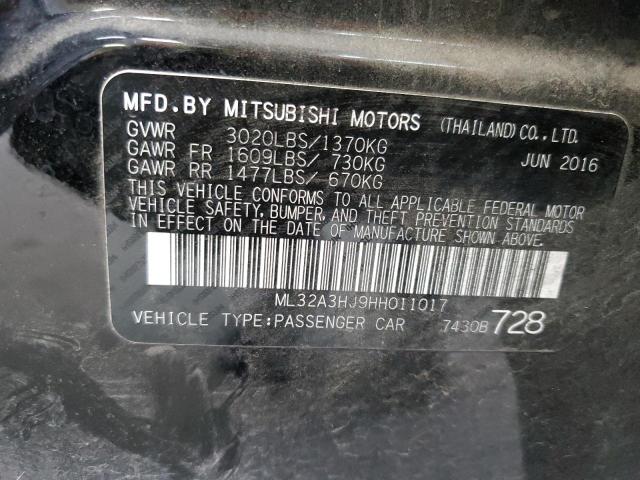 MFD.BY MITSUBISHI MOTORS (THAILAND)CO.,LTD.
GVWR 3020LBS/1370KG JUN 2016
GAWR FR 1609LBS/ 730KG
GAWR RR 1477LBS/ 670KG
THIS VEHICLE CONFORMS TO ALL APPLICABLE FEDERAL MOTOR
VEHICLE SAFETY, BUMPER, AND THEFT PREVENTION STANDARDS
IN EFFECT ON THE DATE OF MANUFACTURE SHOWN ABOVE.
ML32A3HJ9HH011017
VEHICLE TYPE:PASSENGER CAR 7430B 728